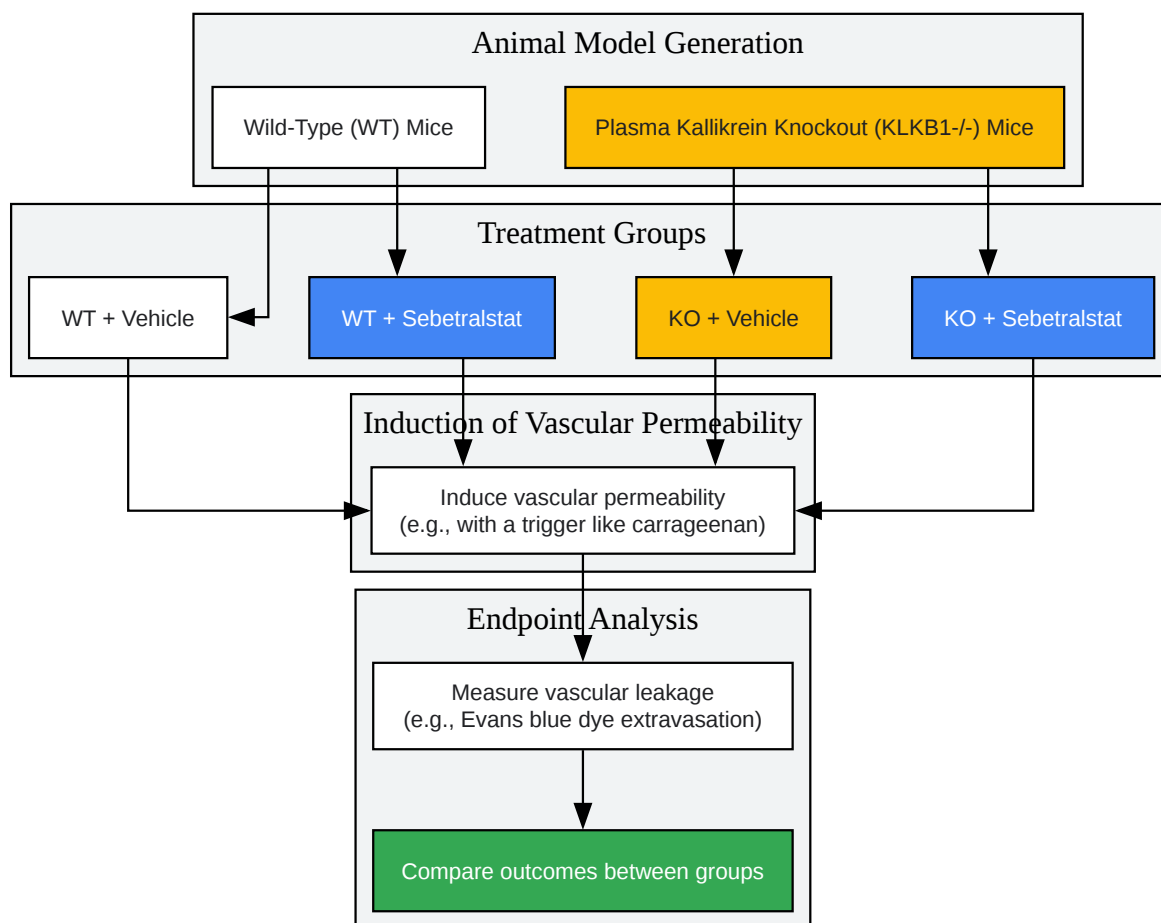 Animal Model Generation
Wild-Type (WT) Mice
Plasma Kallikrein Knockout (KLKB1-/-) Mice
Treatment Groups
WT + Vehicle
WT + Sebetralstat
KO + Vehicle
KO + Sebetralstat
Induction of Vascular Permeability
Induce vascular permeability
(e.g., with a trigger like carrageenan)
Endpoint Analysis
Measure vascular leakage
(e.g., Evans blue dye extravasation)
Compare outcomes between groups